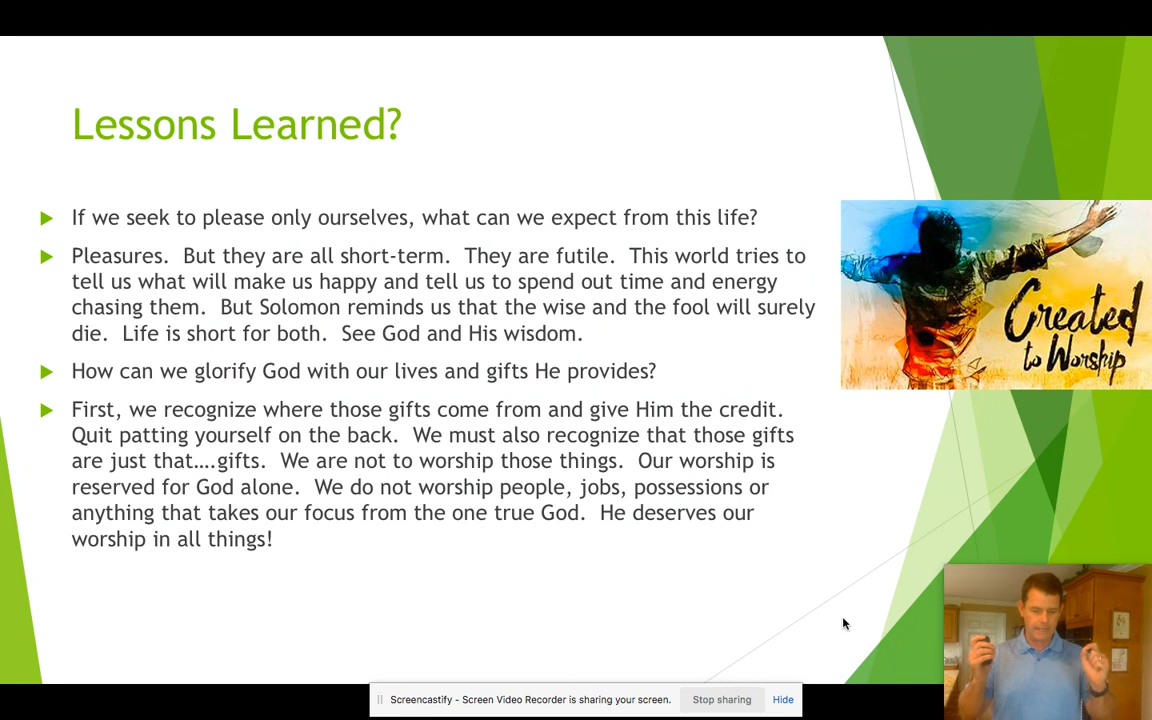 Lessons Learned?
If we seek to please only ourselves, what can we expect from this life?
Pleasures. But they are all short-term. They are futile. This world tries to
tell us what will make us happy and tell us to spend out time and energy
chasing them. But Solomon reminds us that the wise and the fool will surely
die. Life is short for both. See God and His wisdom.
How can we glorify God with our lives and gifts He provides?
First, we recognize where those gifts come from and give Him the credit.
Quit patting yourself on the back. We must also recognize that those gifts
are just that….gifts. We are not to worship those things. Our worship is
reserved for God alone. We do not worship people, jobs, possessions or
anything that takes our focus from the one true God. He deserves our
worship in all things!
Created
to Worship
Screencastify - Screen Video Recorder is sharing your screen. Stop sharing Hide